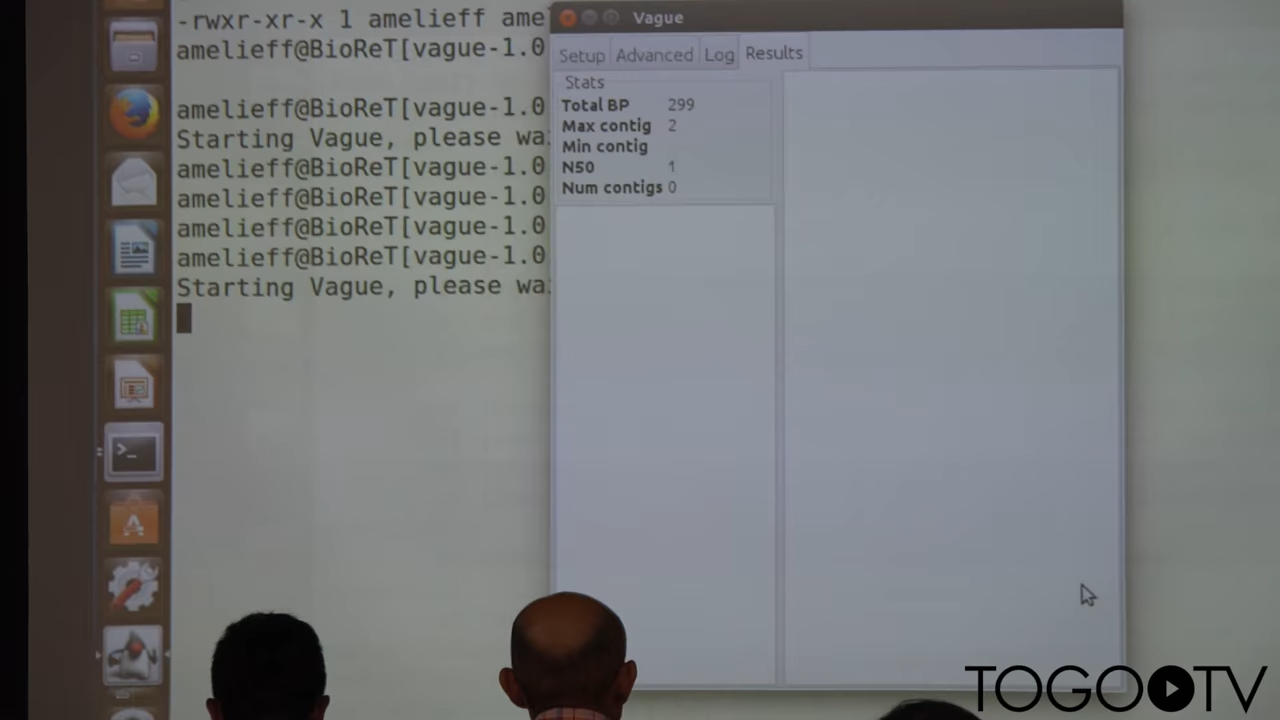 -rwxr-xr-x 1 amelieff ame
amelieff@BioReT[vague-1.0
amelieff@BioReT[vague-1.0
Starting Vague, please wa
amelieff@BioReT[vague-1.0
amelieff@BioReT[vague-1.0
amelieff@BioReT[vague-1.0
amelieff@BioReT[vague-1.0
Starting Vague, please wa
Vague
Setup Advanced Log Results
Stats
Total BP 299
Max contig 2
Min contig
N50 1
Num contigs 0
TOGOTV